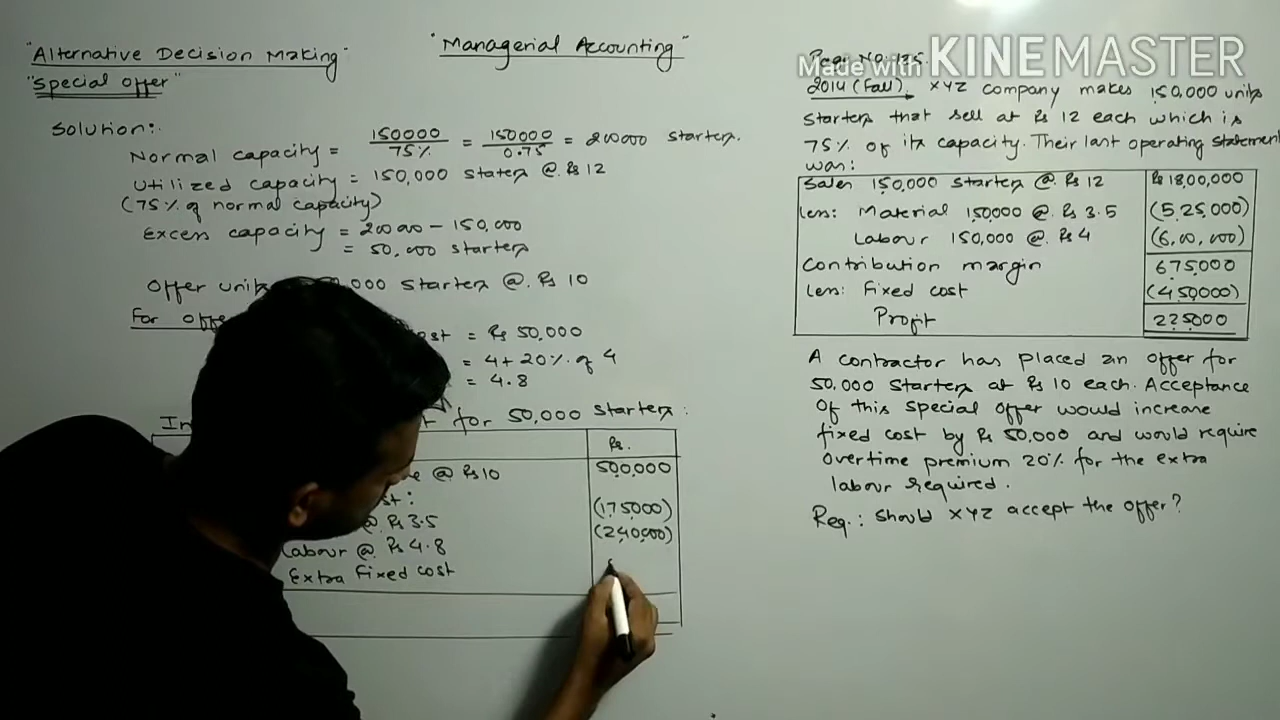 "Alternative Decision Making"
"Special Offer"
"Managerial Accounting"
Solution:
Normal capacity = 150000 / 75% = 150000 / 0.75 = 200000 starters.
Utilized capacity = 150,000 staters @ Rs 12
(75% of normal capacity)
Excess capacity = 200000 - 150,000
= 50,000 starters
Offer units 000 starters @ Rs 10
For offe
= Rs 50,000
= 4+20% of 4
= 4.8
for 50,000 starters:
Rs.
@ Rs 10 500,000
@ Rs 3.5 (175000)
Labour @ Rs 4.8 (240,000)
Extra fixed cost
Made with KINEMASTER
2014 (Fall) XYZ company makes 150,000 units
starters that sell at Rs 12 each which is
75% of its capacity. Their last operating statement
was:
Sales 150,000 starters @ Rs 12 Rs 18,00,000
less: Material 150,000 @ Rs 3.5 (5,25,000)
Labour 150,000 @ Rs 4 (6,00,000)
Contribution margin 675,000
less: Fixed cost (450,000)
Profit 225000
A contractor has placed an offer for
50,000 starters at Rs 10 each. Acceptance
of this special offer would increase
fixed cost by Rs 50,000 and would require
overtime premium 20% for the extra
labour required.
Req.: Should XYZ accept the offer?